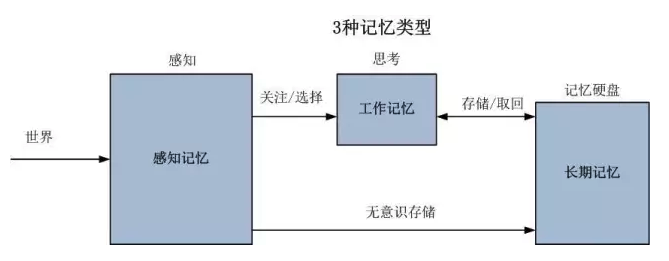 3种记忆类型
感知
思考
记忆硬盘
世界
感知记忆
关注/选择
工作记忆
存储/取回
长期记忆
无意识存储